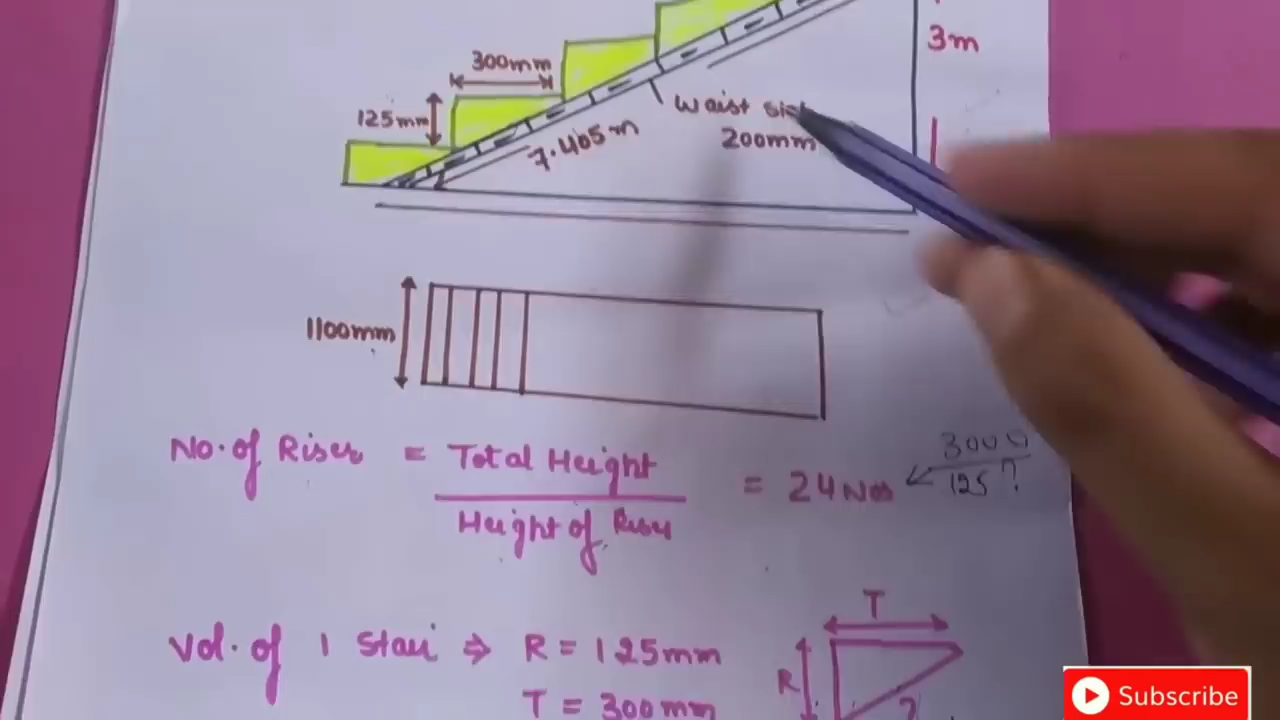 3m
300mm
125mm
Waist
200mm
7.405m
1100mm
No. of Riser = Total Height / Height of Riser = 24 Nos
3000
125
Vol. of 1 Stair ⇒ R = 125mm
T = 300mm
T
R
Subscribe